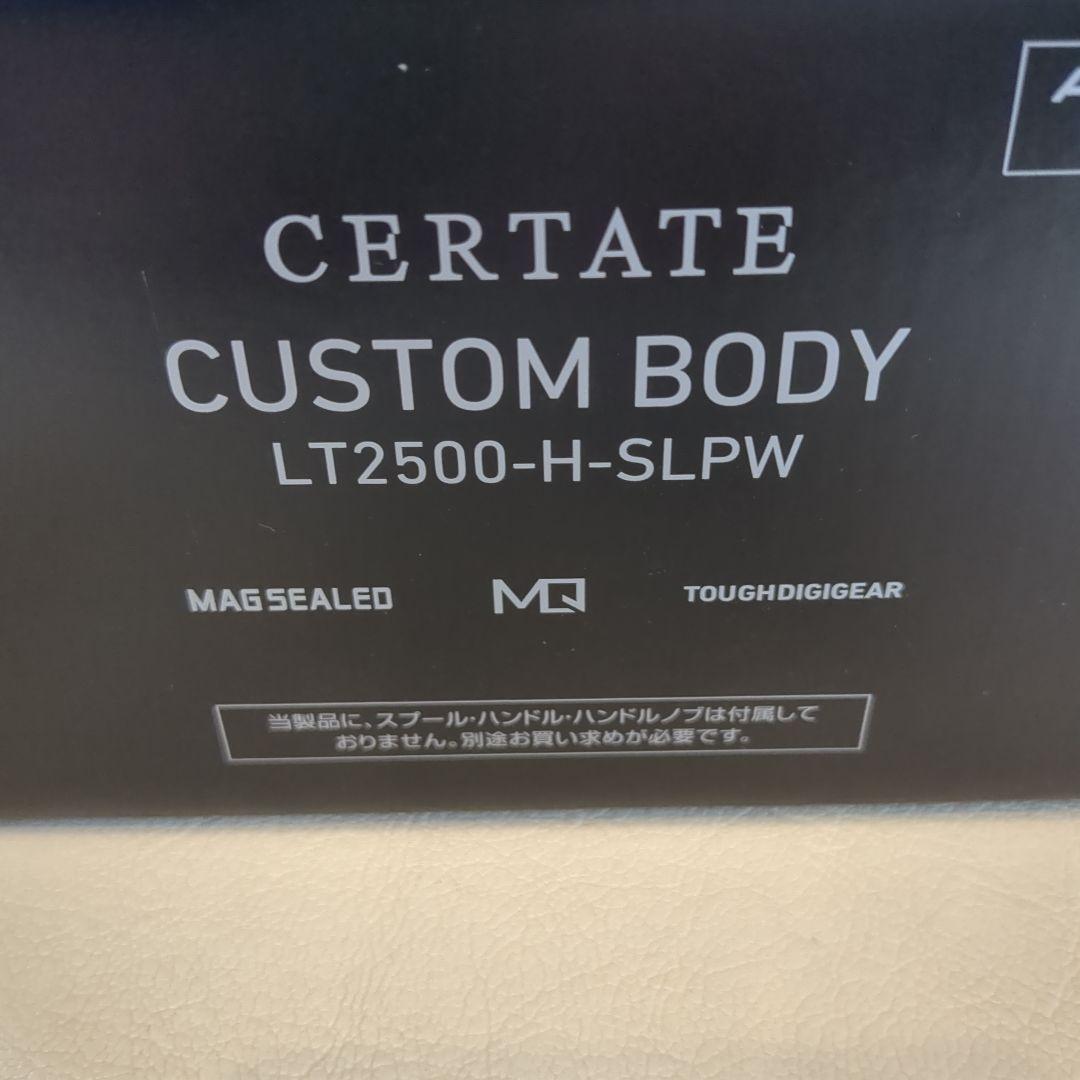 CERTATE
CUSTOM BODY
LT2500-H-SLPW
MAGSEALED MQ TOUGHDIGIGEAR
当製品に、スプール・ハンドル・ハンドルノブは付属して
おりません。別途お買い求めが必要です。